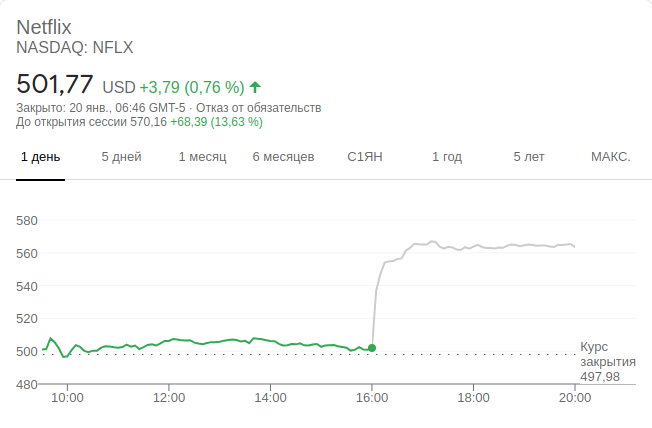 Netflix
NASDAQ: NFLX
501,77 USD +3,79 (0,76 %)
Закрыто: 20 янв., 06:46 GMT-5 · Отказ от обязательств
До открытия сессии 570,16 +68,39 (13,63 %)
1 день 5 дней 1 месяц 6 месяцев С1ЯН 1 год 5 лет МАКС.
580
560
540
520
500
480
Курс
закрытия
497,98
10:00 12:00 14:00 16:00 18:00 20:00